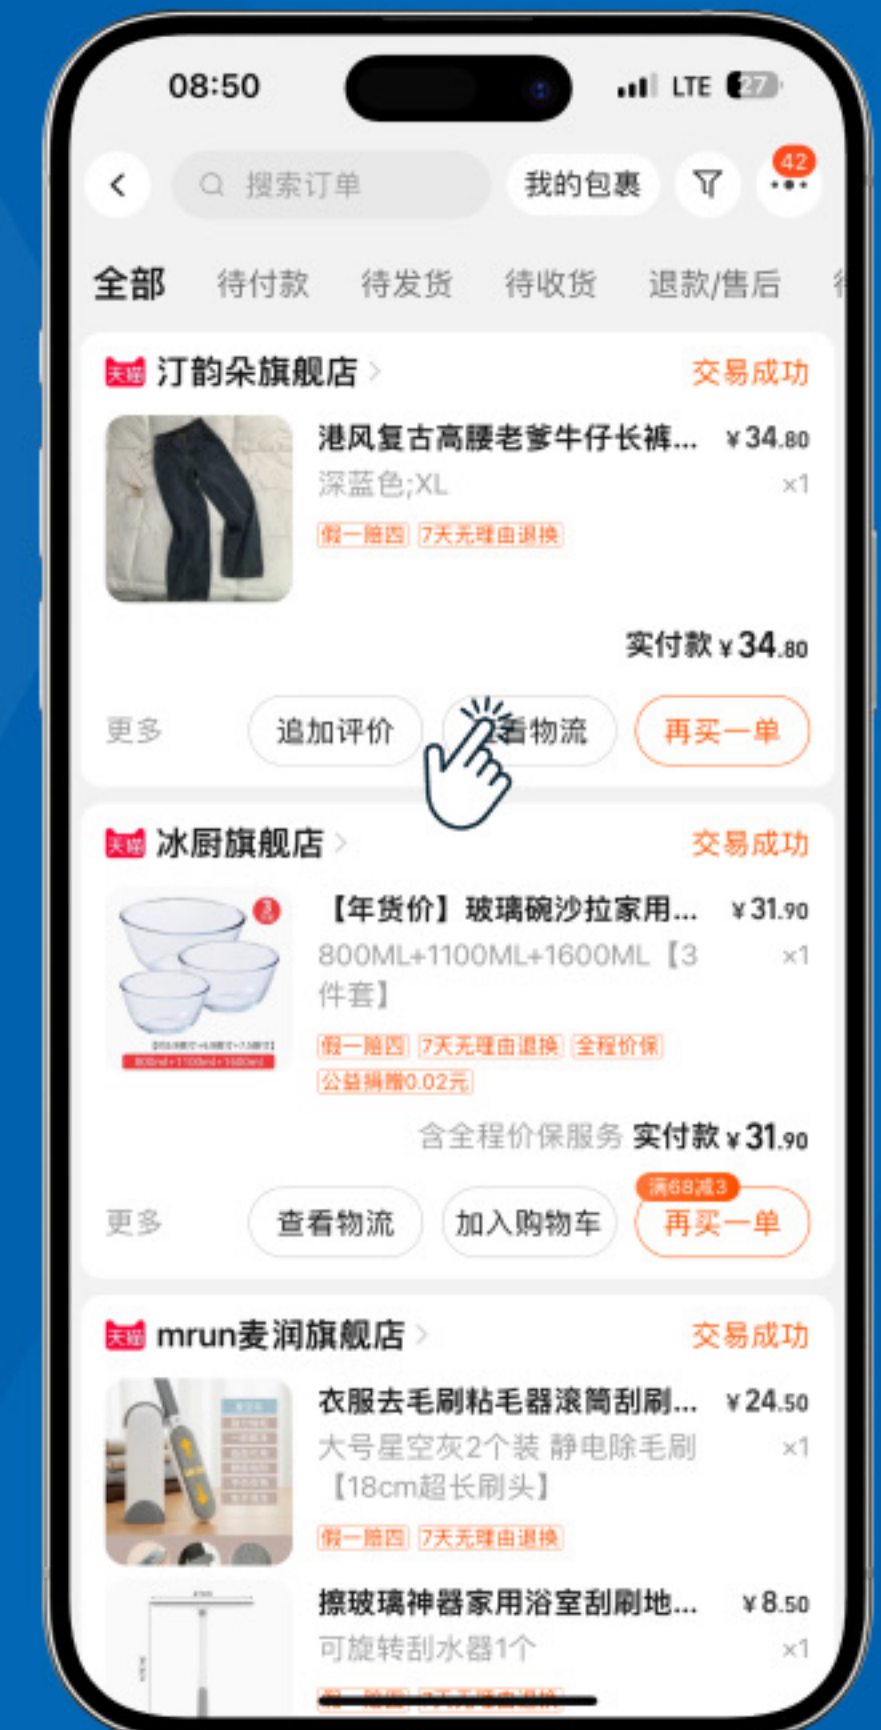 08:50
LTE 27
搜索订单
我的包裹
42
全部 待付款 待发货 待收货 退款/售后
天猫 汀韵朵旗舰店 交易成功
港风复古高腰老爹牛仔长裤... ¥34.80
深蓝色;XL ×1
假一赔四 7天无理由退换
实付款 ¥34.80
更多 追加评价 看物流 再买一单
天猫 冰厨旗舰店 交易成功
【年货价】玻璃碗沙拉家用... ¥31.90
800ML+1100ML+1600ML【3 ×1
件套】
800ml+1100ml+1600ml
假一赔四 7天无理由退换 全程价保
公益捐赠0.02元
含全程价保服务 实付款 ¥31.90
满68减3
更多 查看物流 加入购物车 再买一单
天猫 mrun麦润旗舰店 交易成功
衣服去毛刷粘毛器滚筒刮刷... ¥24.50
大号星空灰2个装 静电除毛刷 ×1
【18cm超长刷头】
假一赔四 7天无理由退换
擦玻璃神器家用浴室刮刷地... ¥8.50
可旋转刮水器1个 ×1